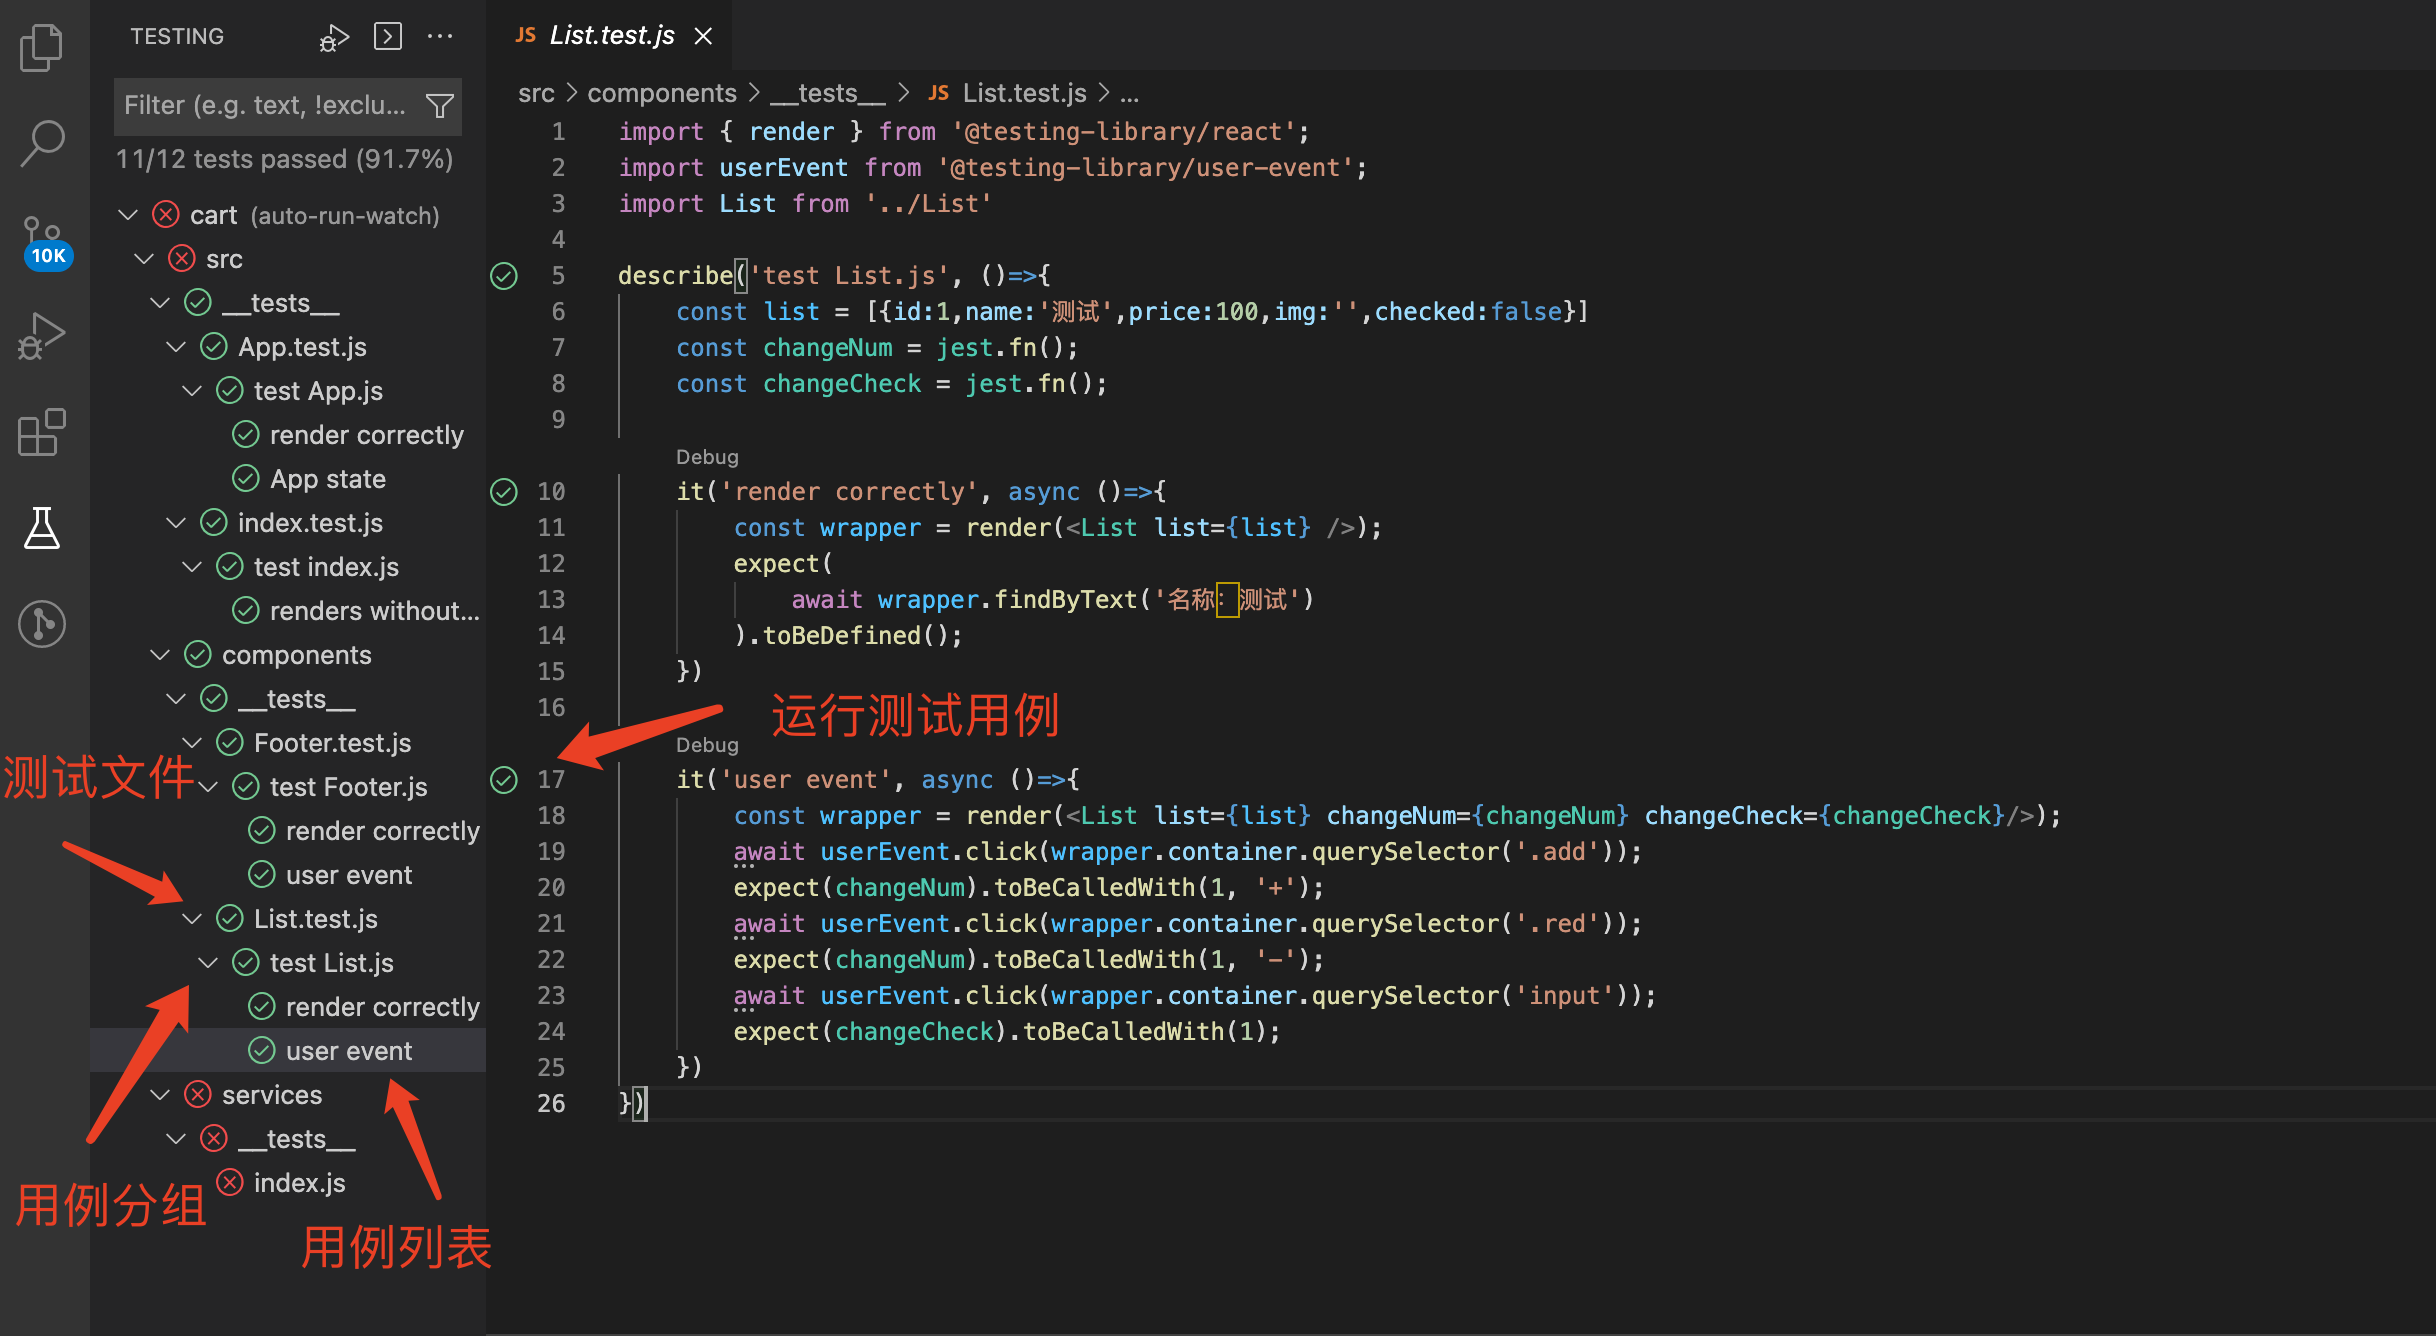 TESTING
Filter (e.g. text, !exclu...
11/12 tests passed (91.7%)
10K
cart (auto-run-watch)
src
__tests__
App.test.js
test App.js
render correctly
App state
index.test.js
test index.js
renders without...
components
__tests__
Footer.test.js
测试文件
test Footer.js
render correctly
user event
List.test.js
test List.js
render correctly
user event
services
__tests__
index.js
用例分组
用例列表
JS List.test.js
src > components > __tests__ > JS List.test.js > ...
1 import { render } from '@testing-library/react';
2 import userEvent from '@testing-library/user-event';
3 import List from '../List'
4
5 describe('test List.js', ()=>{
6 const list = [{id:1,name:'测试',price:100,img:'',checked:false}]
7 const changeNum = jest.fn();
8 const changeCheck = jest.fn();
9
Debug
10 it('render correctly', async ()=>{
11 const wrapper = render(<List list={list} />);
12 expect(
13 await wrapper.findByText('名称：测试')
14 ).toBeDefined();
15 })
16
运行测试用例
Debug
17 it('user event', async ()=>{
18 const wrapper = render(<List list={list} changeNum={changeNum} changeCheck={changeCheck}/>);
19 await userEvent.click(wrapper.container.querySelector('.add'));
20 expect(changeNum).toBeCalledWith(1, '+');
21 await userEvent.click(wrapper.container.querySelector('.red'));
22 expect(changeNum).toBeCalledWith(1, '-');
23 await userEvent.click(wrapper.container.querySelector('input'));
24 expect(changeCheck).toBeCalledWith(1);
25 })
26 })